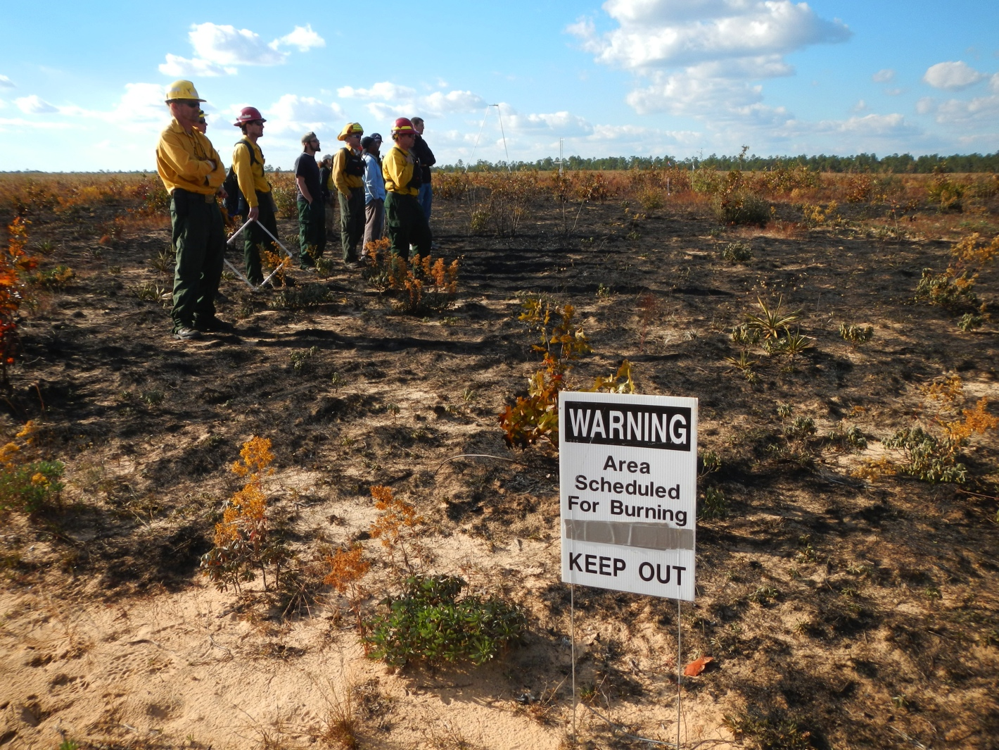 WARNING
Area
Scheduled
For Burning
KEEP OUT